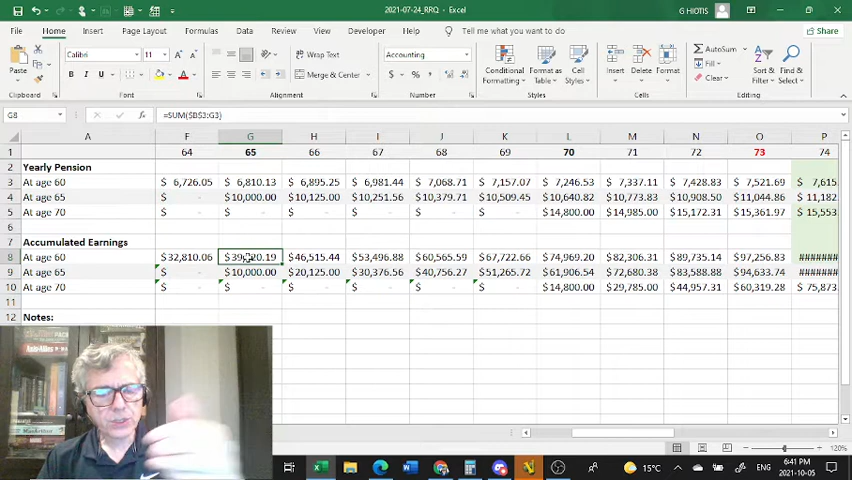 2021-07-24_RRQ - Excel
G HIOTIS
File Home Insert Page Layout Formulas Data Review View Developer Help Tell me what you want to do Share
Calibri 11 Wrap Text Accounting AutoSum
Paste B I U Merge & Center $ % Conditional Formatting Format as Table Cell Styles Insert Delete Format Fill Clear Sort & Filter Find & Select
Clipboard Font Alignment Number Styles Cells Editing
G8 fx =SUM($B$3:G3)
A F G H I J K L M N O P
1 64 65 66 67 68 69 70 71 72 73 74
2 Yearly Pension
3 At age 60 $ 6,726.05 $ 6,810.13 $ 6,895.25 $ 6,981.44 $ 7,068.71 $ 7,157.07 $ 7,246.53 $ 7,337.11 $ 7,428.83 $ 7,521.69 $ 7,615
4 At age 65 $ - $ 10,000.00 $ 10,125.00 $ 10,251.56 $ 10,379.71 $ 10,509.45 $ 10,640.82 $ 10,773.83 $ 10,908.50 $ 11,044.86 $ 11,182
5 At age 70 $ - $ - $ - $ - $ - $ - $ 14,800.00 $ 14,985.00 $ 15,172.31 $ 15,361.97 $ 15,553
6
7 Accumulated Earnings
8 At age 60 $ 32,810.06 $ 46,515.44 $ 53,496.88 $ 60,565.59 $ 67,722.66 $ 74,969.20 $ 82,306.31 $ 89,735.14 $ 97,256.83 #######
9 At age 65 $ - $ 10,000.00 $ 20,125.00 $ 30,376.56 $ 40,756.27 $ 51,265.72 $ 61,906.54 $ 72,680.38 $ 83,588.88 $ 94,633.74 #######
10 At age 70 $ - $ - $ - $ - $ - $ - $ 14,800.00 $ 29,785.00 $ 44,957.31 $ 60,319.28 $ 75,873
11
12 Notes:
120%
15°C ENG 6:41 PM
2021-10-05